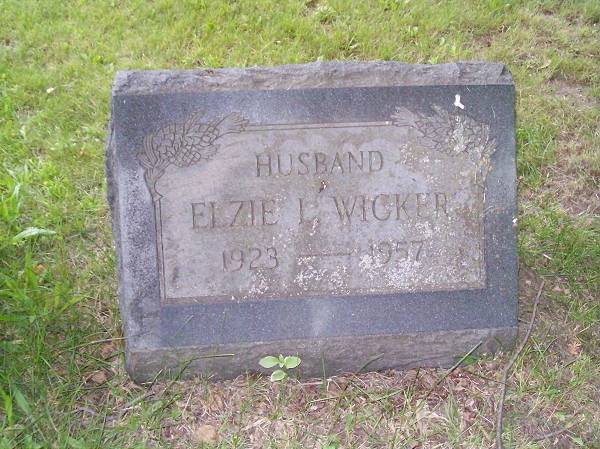 HUSBAND
ELZIE L. WICKER
1923 — 1957